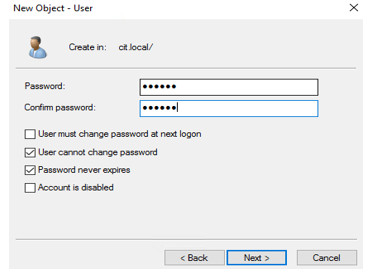 New Object - User
Create in: cit.local/
Password: ●●●●●●
Confirm password: ●●●●●●
User must change password at next logon
User cannot change password
Password never expires
Account is disabled
< Back Next > Cancel